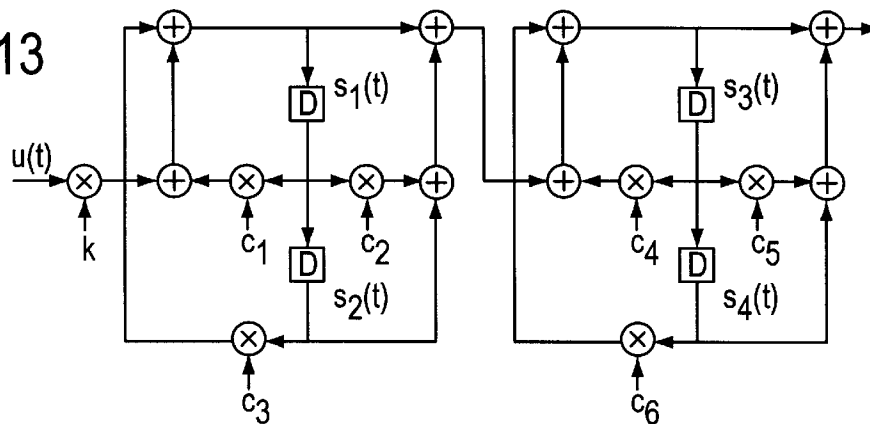 13
D s₁(t) D s₃(t)
u(t)
k c₁ c₂ c₄ c₅
D D
s₂(t) s₄(t)
c₃ c₆